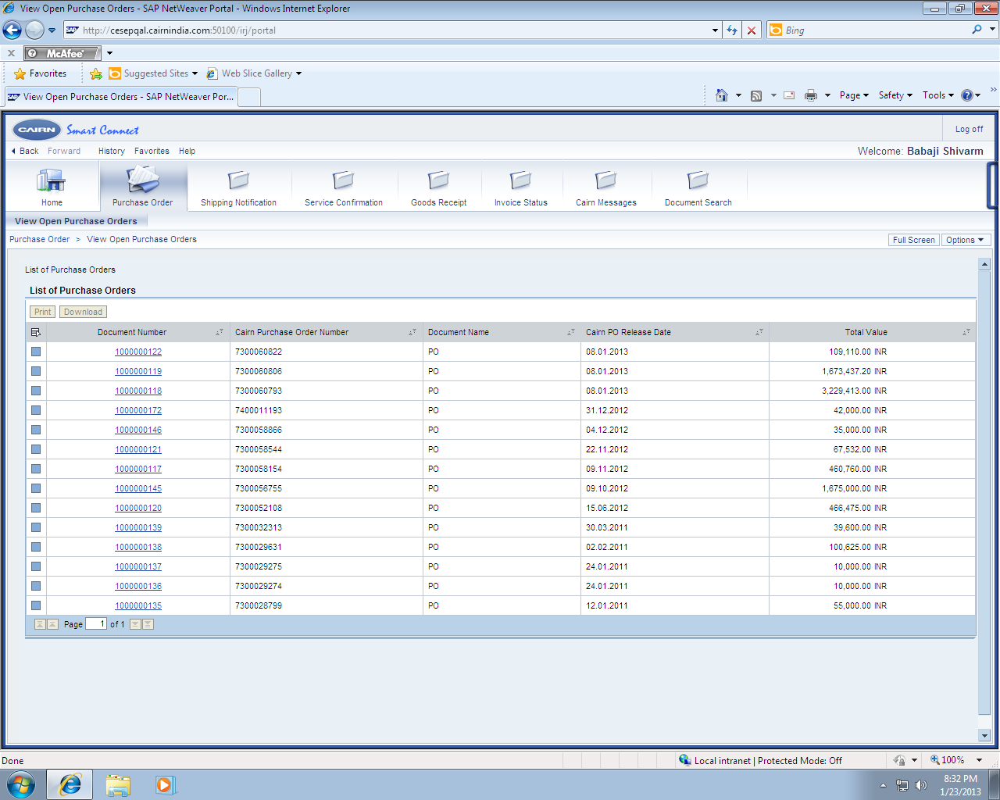 View Open Purchase Orders - SAP NetWeaver Portal - Windows Internet Explorer
SAP http://cesepqal.cairnindia.com:50100/irj/portal Bing
x McAfee
Favorites Suggested Sites Web Slice Gallery
SAP View Open Purchase Orders - SAP NetWeaver Por... Page Safety Tools »
CAIRN Smart Connect Log off
Back Forward History Favorites Help Welcome: Babaji Shivarm
Home Purchase Order Shipping Notification Service Confirmation Goods Receipt Invoice Status Cairn Messages Document Search
View Open Purchase Orders
Purchase Order > View Open Purchase Orders Full Screen Options
List of Purchase Orders
List of Purchase Orders
Print Download
Document Number Cairn Purchase Order Number Document Name Cairn PO Release Date Total Value
1000000122 7300060822 PO 08.01.2013 109,110.00 INR
1000000119 7300060806 PO 08.01.2013 1,673,437.20 INR
1000000118 7300060793 PO 08.01.2013 3,229,413.00 INR
1000000172 7400011193 PO 31.12.2012 42,000.00 INR
1000000146 7300058866 PO 04.12.2012 35,000.00 INR
1000000121 7300058544 PO 22.11.2012 67,532.00 INR
1000000117 7300058154 PO 09.11.2012 460,760.00 INR
1000000145 7300056755 PO 09.10.2012 1,675,000.00 INR
1000000120 7300052108 PO 15.06.2012 466,475.00 INR
1000000139 7300032313 PO 30.03.2011 39,600.00 INR
1000000138 7300029631 PO 02.02.2011 100,625.00 INR
1000000137 7300029275 PO 24.01.2011 10,000.00 INR
1000000136 7300029274 PO 24.01.2011 10,000.00 INR
1000000135 7300028799 PO 12.01.2011 55,000.00 INR
Page 1 of 1
Done Local intranet | Protected Mode: Off 100%
8:32 PM
1/23/2013